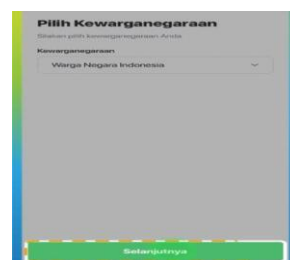 Pilih Kewarganegaraan
Silakan pilih kewarganegaraan Anda
Kewarganegaraan
Warga Negara Indonesia
Selanjutnya